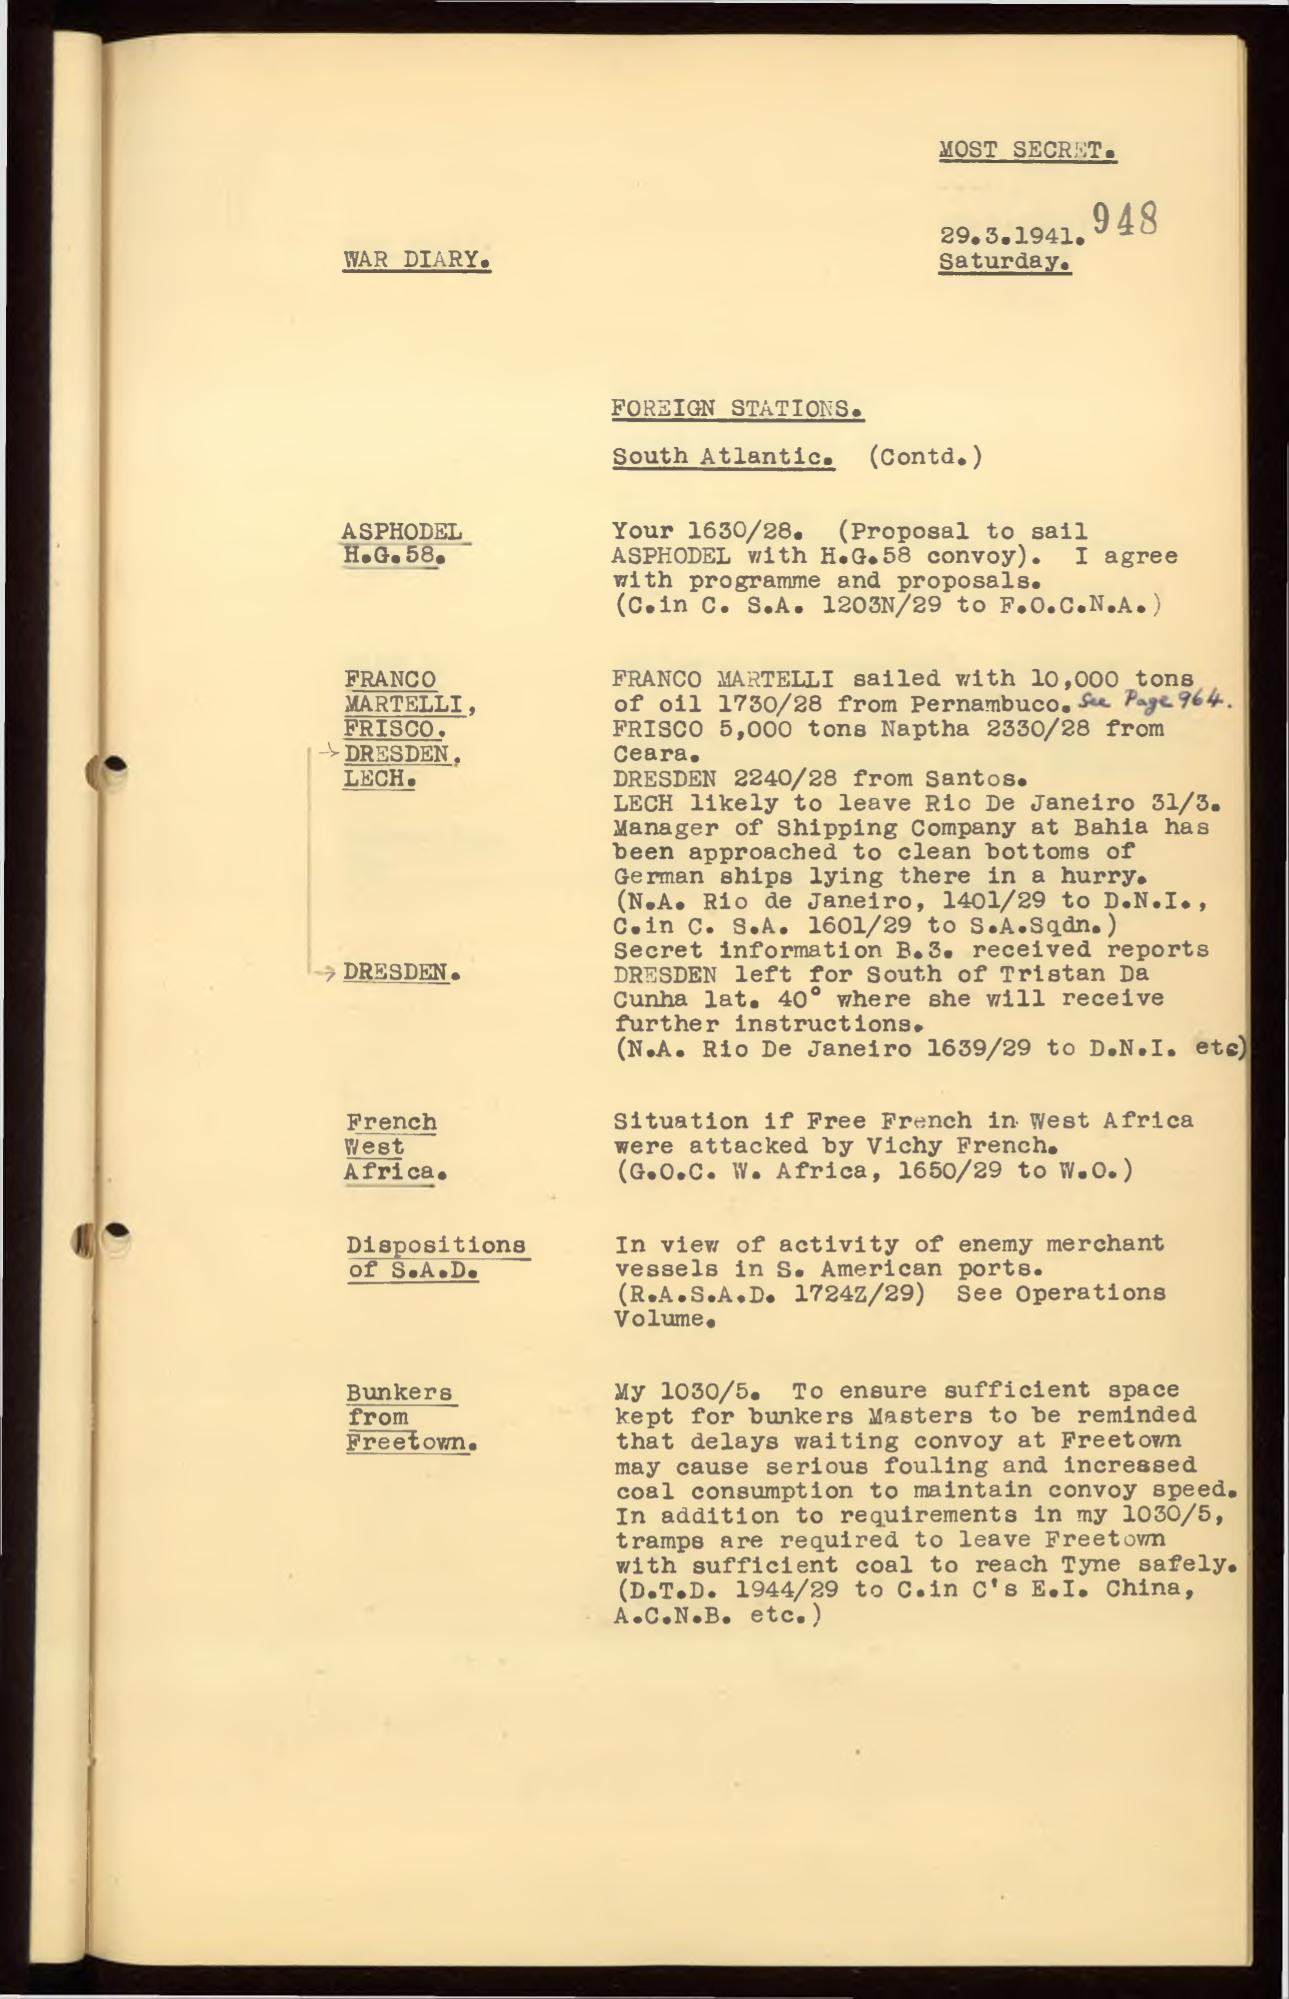 MOST SECRET.
948
29.3.1941.
WAR DIARY.
Saturday.
FOREIGN STATIONS.
South Atlantic. (Contd.)
ASPHODEL
H.G.58.
Your 1630/28. (Proposal to sail
ASPHODEL with H.G.58 convoy). I agree
with programme and proposals.
(C.in C. S.A. 1203N/29 to F.O.C.N.A.)
FRANCO
MARTELLI,
FRISCO.
DRESDEN.
LECH.
FRANCO MARTELLI sailed with 10,000 tons
of oil 1730/28 from Pernambuco. See Page 964.
FRISCO 5,000 tons Naptha 2330/28 from
Ceara.
DRESDEN 2240/28 from Santos.
LECH likely to leave Rio De Janeiro 31/3.
Manager of Shipping Company at Bahia has
been approached to clean bottoms of
German ships lying there in a hurry.
(N.A. Rio de Janeiro, 1401/29 to D.N.I.,
C.in C. S.A. 1601/29 to S.A.Sqdn.)
DRESDEN.
Secret information B.3. received reports
DRESDEN left for South of Tristan Da
Cunha lat. 40° where she will receive
further instructions.
(N.A. Rio De Janeiro 1639/29 to D.N.I. etc)
French
West
Africa.
Situation if Free French in West Africa
were attacked by Vichy French.
(G.O.C. W. Africa, 1650/29 to W.O.)
Dispositions
of S.A.D.
In view of activity of enemy merchant
vessels in S. American ports.
(R.A.S.A.D. 1724Z/29) See Operations
Volume.
Bunkers
from
Freetown.
My 1030/5. To ensure sufficient space
kept for bunkers Masters to be reminded
that delays waiting convoy at Freetown
may cause serious fouling and increased
coal consumption to maintain convoy speed.
In addition to requirements in my 1030/5,
tramps are required to leave Freetown
with sufficient coal to reach Tyne safely.
(D.T.D. 1944/29 to C.in C's E.I. China,
A.C.N.B. etc.)